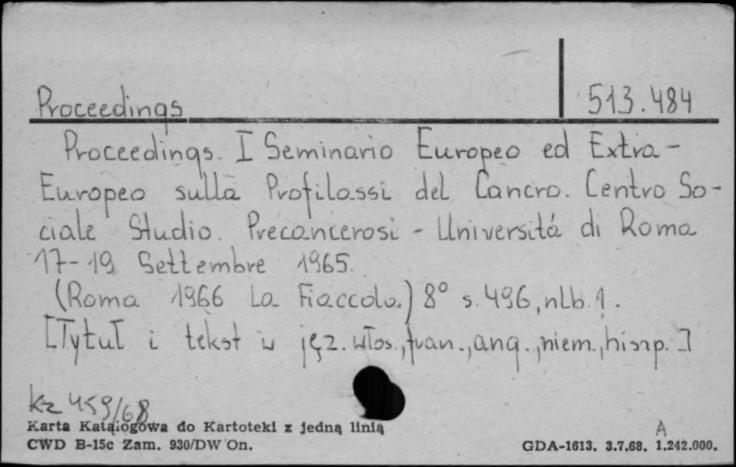 Proceedings 513.484
Proceedings. I Seminario Europeo ed Extra-
Europeo sulla Profilassi del Cancro. Centro So-
ciale Studio. Precancerosi - Universitá di Roma
17-19 Settembre 1965.
(Roma 1966 La Fiaccola.) 8° s. 496, nlb. 1.
[Tytuł i tekst w jęz. włos., fran., ang., niem., hiszp.]
kz 459/68
Karta Katalogowa do Kartoteki z jedną linią
CWD B-15c Zam. 930/DW On. GDA-1613. 3.7.68. A 1.242.000.